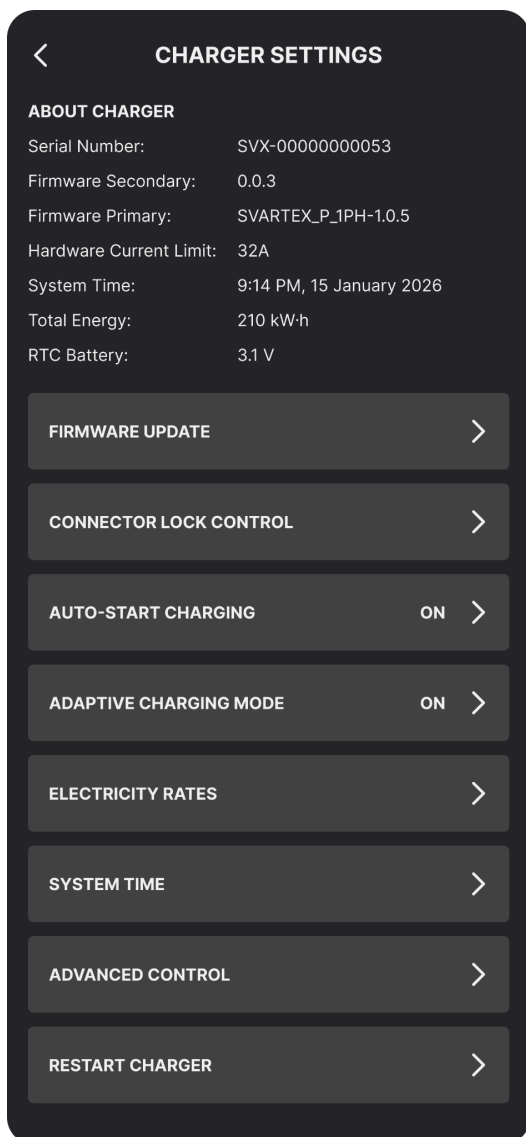 CHARGER SETTINGS
ABOUT CHARGER
Serial Number: SVX-00000000053
Firmware Secondary: 0.0.3
Firmware Primary: SVARTEX_P_1PH-1.0.5
Hardware Current Limit: 32A
System Time: 9:14 PM, 15 January 2026
Total Energy: 210 kW·h
RTC Battery: 3.1 V
FIRMWARE UPDATE
CONNECTOR LOCK CONTROL
AUTO-START CHARGING ON
ADAPTIVE CHARGING MODE ON
ELECTRICITY RATES
SYSTEM TIME
ADVANCED CONTROL
RESTART CHARGER